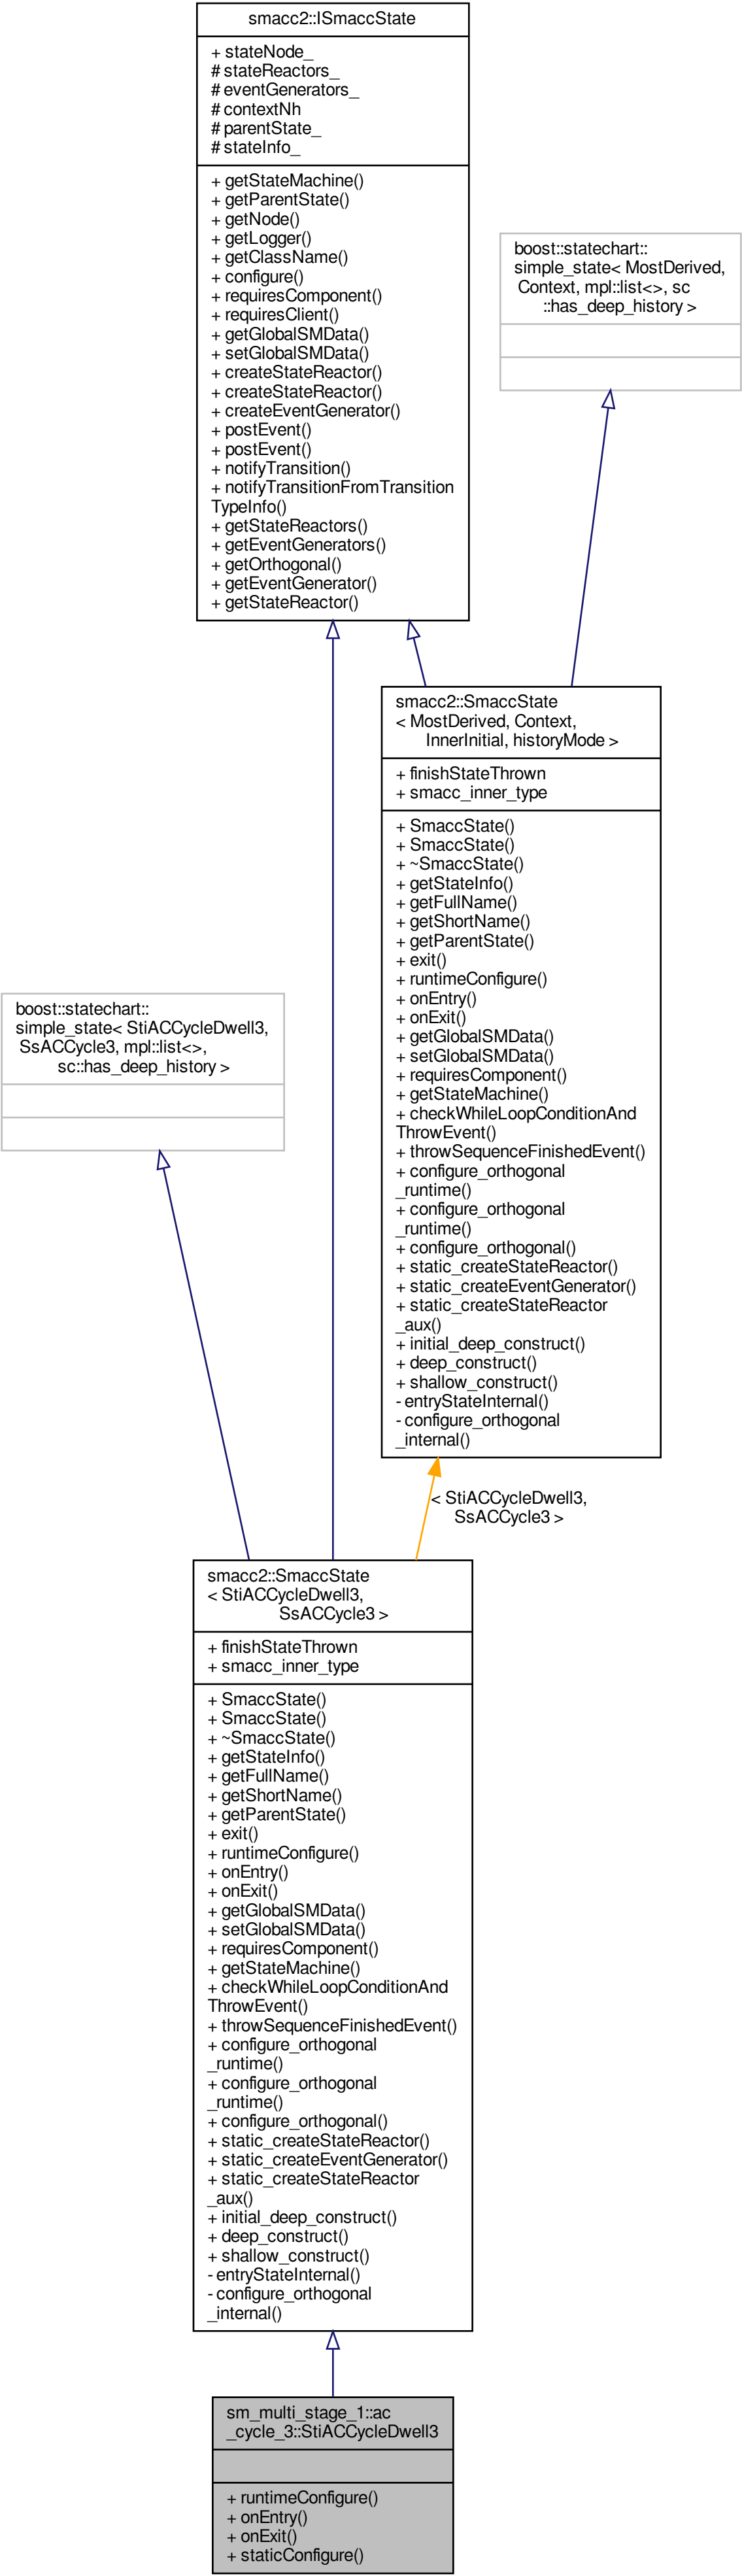 smacc2::ISmaccState
+ stateNode_
# stateReactors_
# eventGenerators_
# contextNh
# parentState_
# stateInfo_
+ getStateMachine()
+ getParentState()
+ getNode()
+ getLogger()
+ getClassName()
+ configure()
+ requiresComponent()
+ requiresClient()
+ getGlobalSMData()
+ setGlobalSMData()
+ createStateReactor()
+ createStateReactor()
+ createEventGenerator()
+ postEvent()
+ postEvent()
+ notifyTransition()
+ notifyTransitionFromTransition
TypeInfo()
+ getStateReactors()
+ getEventGenerators()
+ getOrthogonal()
+ getEventGenerator()
+ getStateReactor()
boost::statechart::
simple_state< MostDerived,
Context, mpl::list<>, sc
::has_deep_history >
smacc2::SmaccState
< MostDerived, Context,
InnerInitial, historyMode >
+ finishStateThrown
+ smacc_inner_type
+ SmaccState()
+ SmaccState()
+ ~SmaccState()
+ getStateInfo()
+ getFullName()
+ getShortName()
+ getParentState()
+ exit()
+ runtimeConfigure()
+ onEntry()
+ onExit()
+ getGlobalSMData()
+ setGlobalSMData()
+ requiresComponent()
+ getStateMachine()
+ checkWhileLoopConditionAnd
ThrowEvent()
+ throwSequenceFinishedEvent()
+ configure_orthogonal
_runtime()
+ configure_orthogonal
_runtime()
+ configure_orthogonal()
+ static_createStateReactor()
+ static_createEventGenerator()
+ static_createStateReactor
_aux()
+ initial_deep_construct()
+ deep_construct()
+ shallow_construct()
- entryStateInternal()
- configure_orthogonal
_internal()
boost::statechart::
simple_state< StiACCycleDwell3,
SsACCycle3, mpl::list<>,
sc::has_deep_history >
< StiACCycleDwell3,
SsACCycle3 >
smacc2::SmaccState
< StiACCycleDwell3,
SsACCycle3 >
+ finishStateThrown
+ smacc_inner_type
+ SmaccState()
+ SmaccState()
+ ~SmaccState()
+ getStateInfo()
+ getFullName()
+ getShortName()
+ getParentState()
+ exit()
+ runtimeConfigure()
+ onEntry()
+ onExit()
+ getGlobalSMData()
+ setGlobalSMData()
+ requiresComponent()
+ getStateMachine()
+ checkWhileLoopConditionAnd
ThrowEvent()
+ throwSequenceFinishedEvent()
+ configure_orthogonal
_runtime()
+ configure_orthogonal
_runtime()
+ configure_orthogonal()
+ static_createStateReactor()
+ static_createEventGenerator()
+ static_createStateReactor
_aux()
+ initial_deep_construct()
+ deep_construct()
+ shallow_construct()
- entryStateInternal()
- configure_orthogonal
_internal()
sm_multi_stage_1::ac
_cycle_3::StiACCycleDwell3
+ runtimeConfigure()
+ onEntry()
+ onExit()
+ staticConfigure()